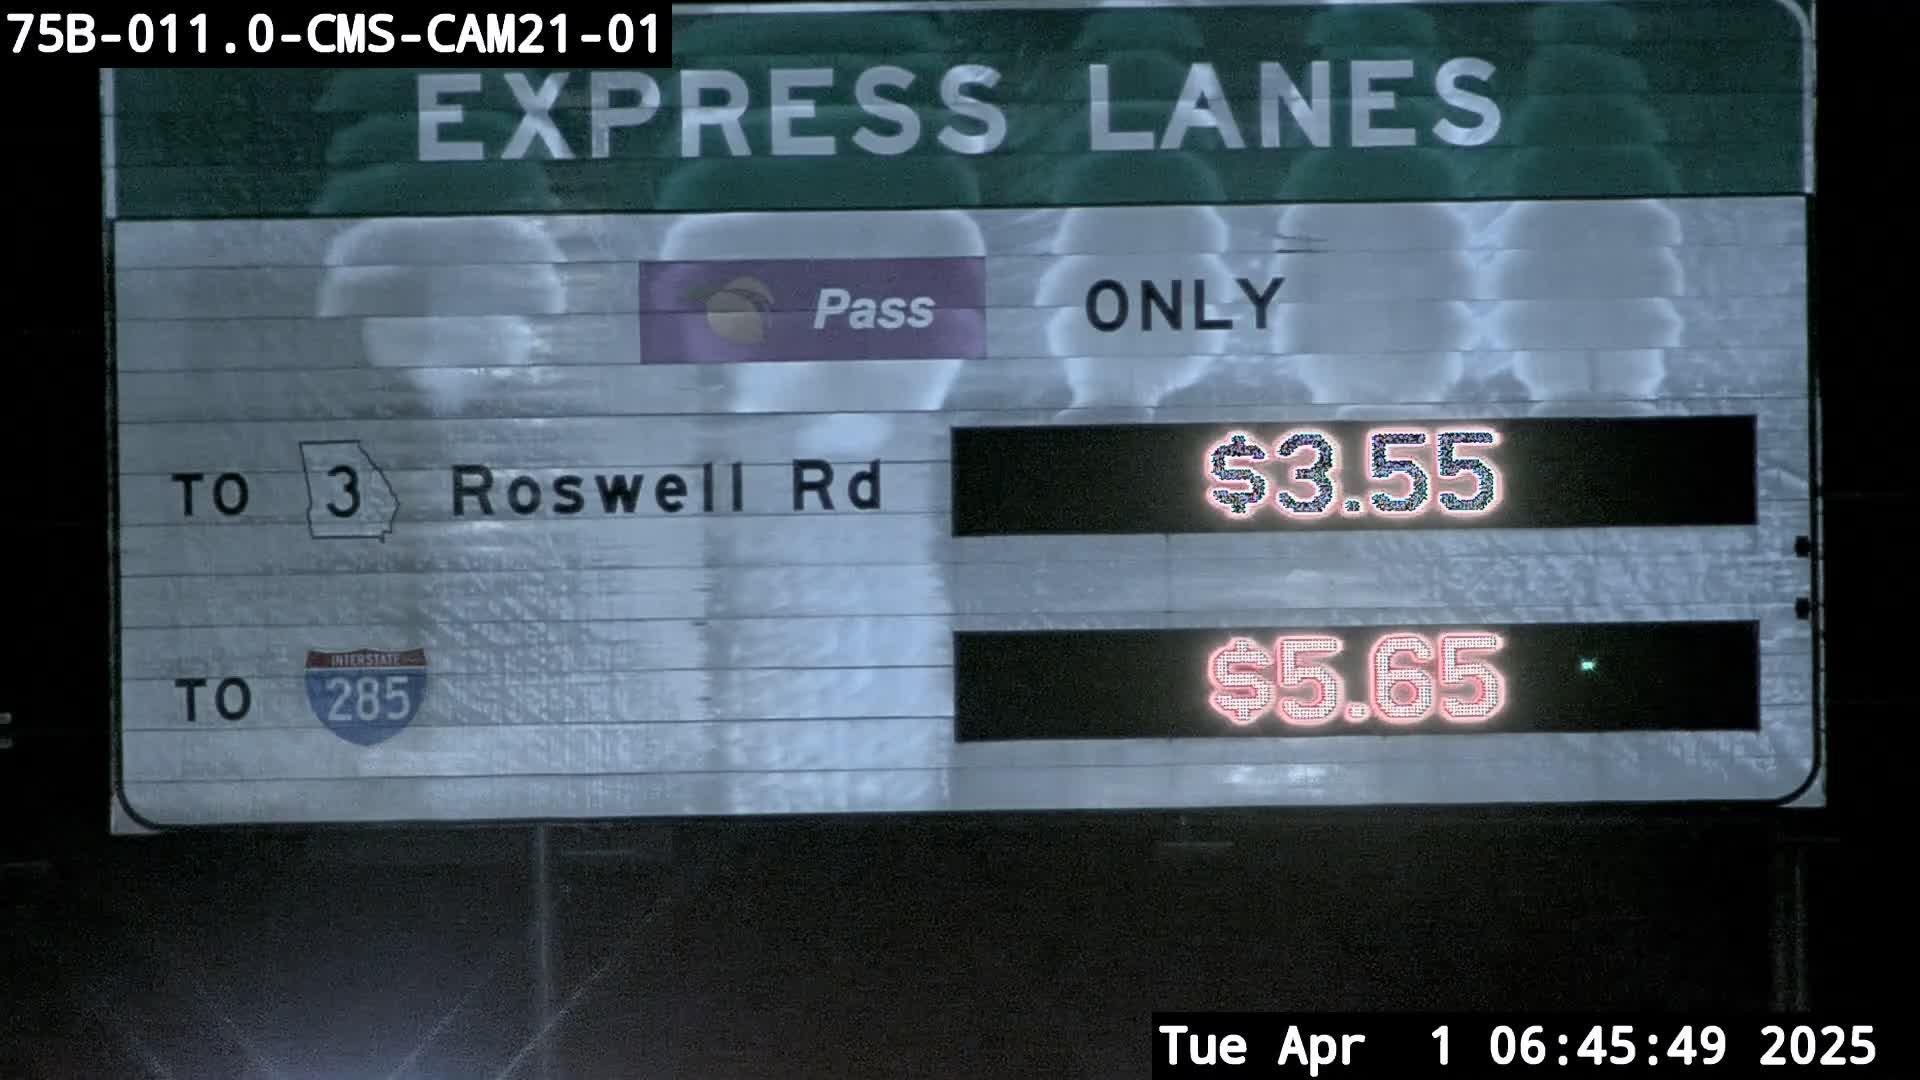 75B-011.0-CMS-CAM21-01
EXPRESS LANES
Pass ONLY
TO 3 Roswell Rd $3.55
TO INTERSTATE 285 $5.65
Tue Apr 1 06:45:49 2025